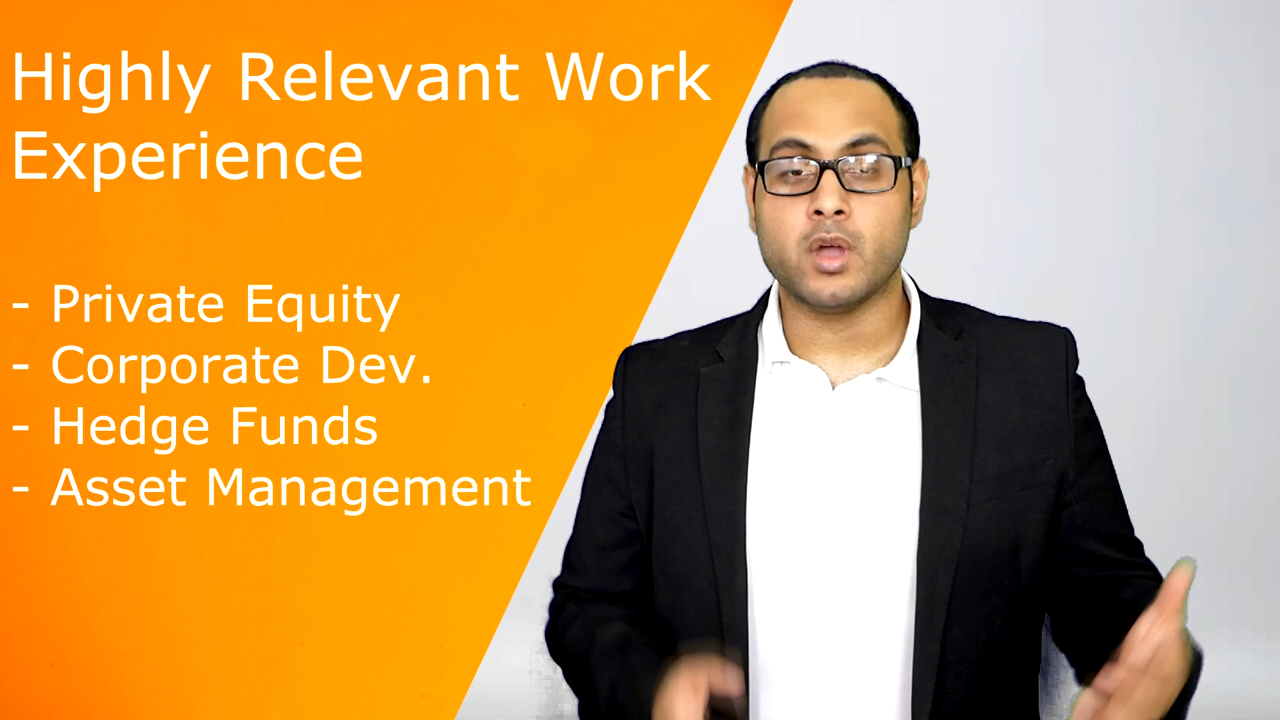 Highly Relevant Work
Experience
- Private Equity
- Corporate Dev.
- Hedge Funds
- Asset Management